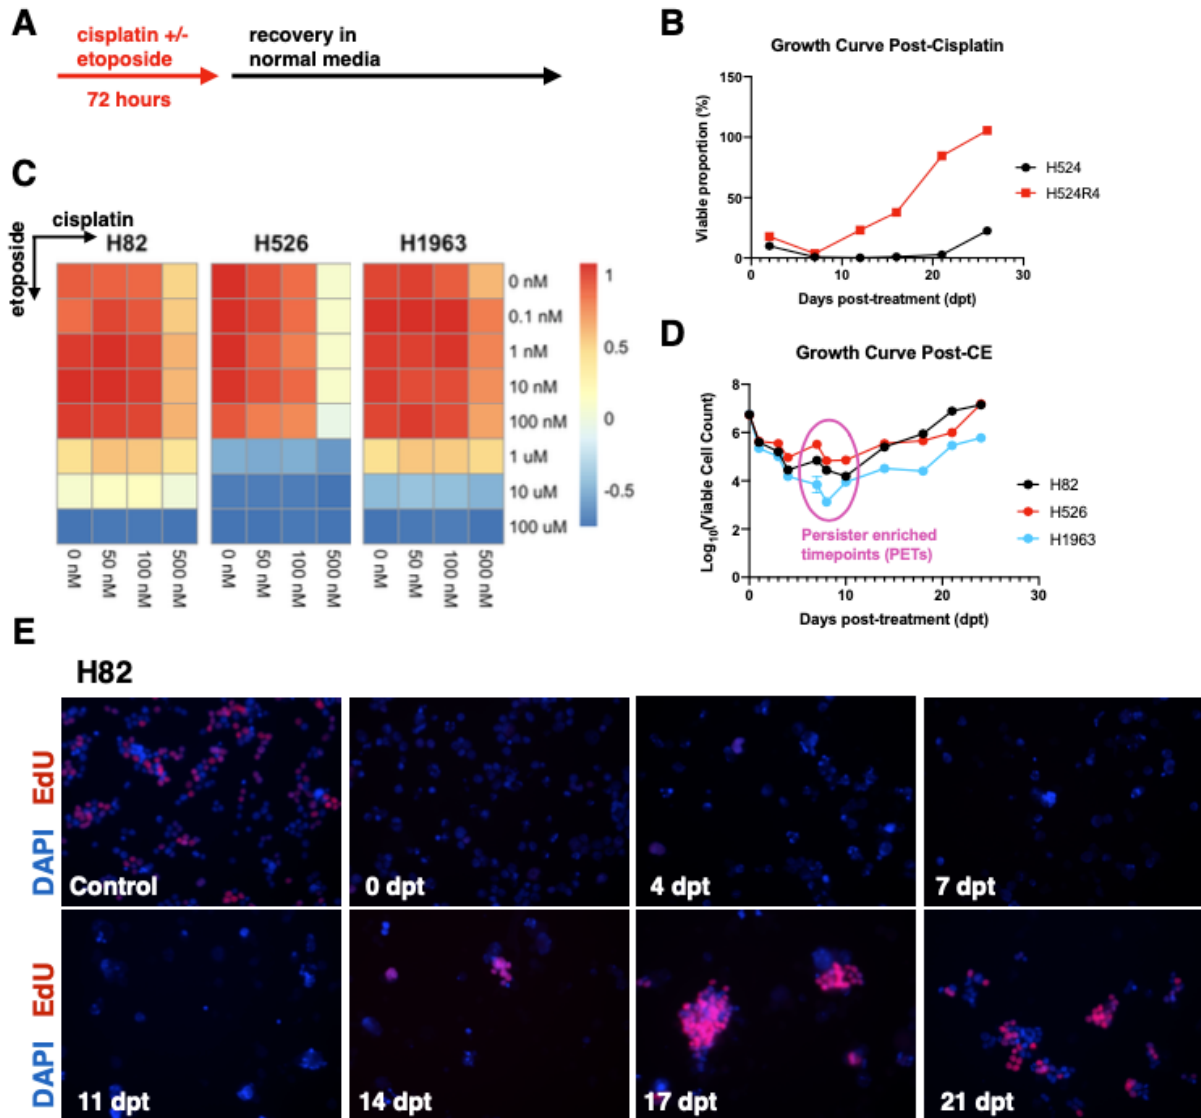 A
cisplatin +/-
etoposide
72 hours
recovery in
normal media
B
Growth Curve Post-Cisplatin
Viable proportion (%)
150
100
50
0
0
10
20
30
Days post-treatment (dpt)
H524
H524R4
C
cisplatin
etoposide
H82
H526
H1963
0 nM
0.1 nM
1 nM
10 nM
100 nM
1 uM
10 uM
100 uM
0 nM
50 nM
100 nM
500 nM
0 nM
50 nM
100 nM
500 nM
0 nM
50 nM
100 nM
500 nM
1
0.5
0
-0.5
D
Growth Curve Post-CE
Log10(Viable Cell Count)
8
6
4
2
0
0
10
20
30
Days post-treatment (dpt)
Persister enriched
timepoints (PETs)
H82
H526
H1963
E
H82
DAPI EdU
Control
0 dpt
4 dpt
7 dpt
DAPI EdU
11 dpt
14 dpt
17 dpt
21 dpt